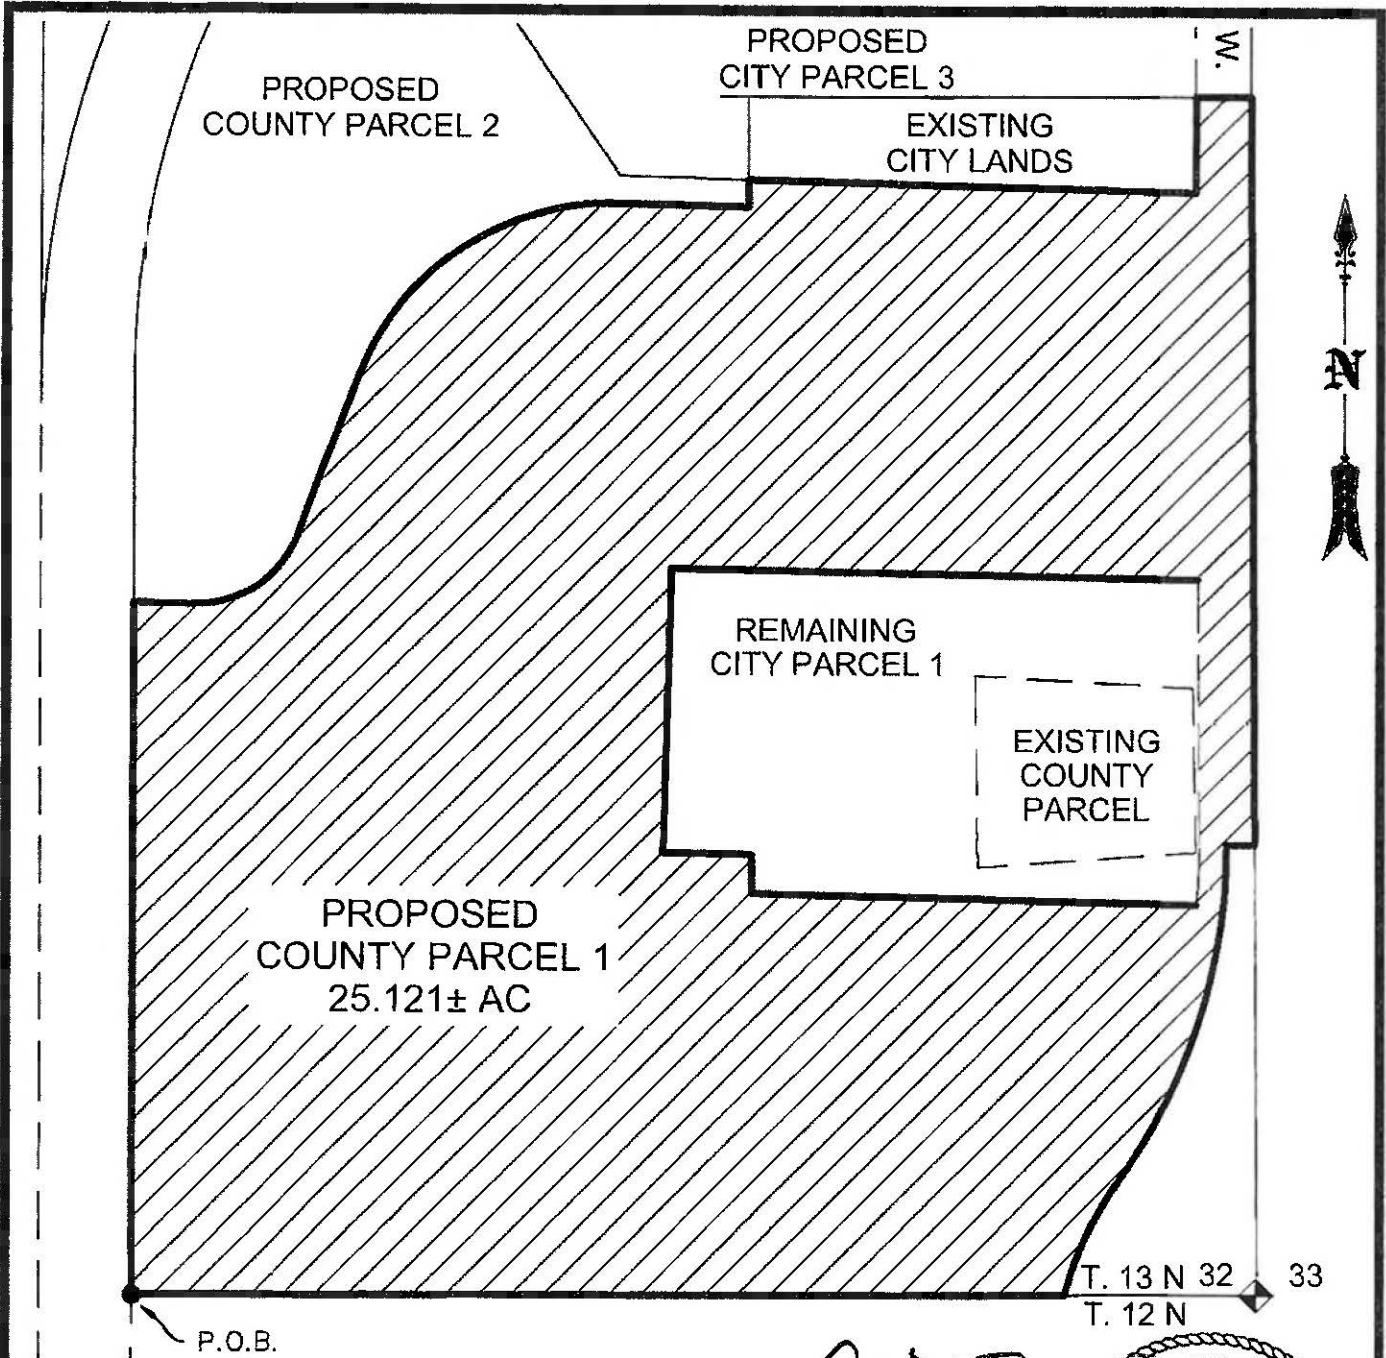 PROPOSED
CITY PARCEL 3
W.
PROPOSED
COUNTY PARCEL 2
EXISTING
CITY LANDS
N
REMAINING
CITY PARCEL 1
EXISTING
COUNTY
PARCEL
PROPOSED
COUNTY PARCEL 1
25.121± AC
T. 13 N 32 33
T. 12 N
P.O.B.